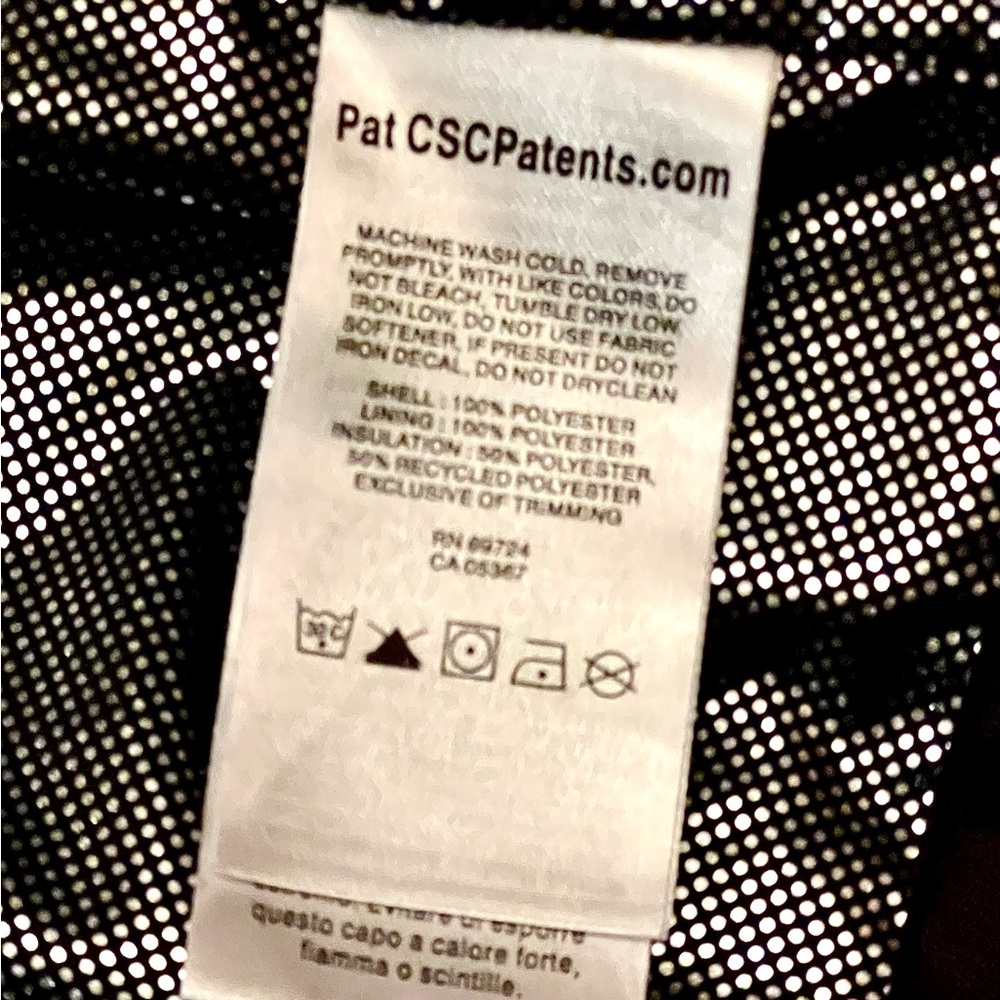 Pat CSCPatents.com
MACHINE WASH COLD, REMOVE
PROMPTLY, WITH LIKE COLORS, DO
NOT BLEACH, TUMBLE DRY LOW,
IRON LOW, DO NOT USE FABRIC
SOFTENER, IF PRESENT DO NOT
IRON DECAL, DO NOT DRYCLEAN
SHELL : 100% POLYESTER
LINING : 100% POLYESTER
INSULATION : 50% POLYESTER,
50% RECYCLED POLYESTER
EXCLUSIVE OF TRIMMING
RN 69724
CA 05367
30°C
Evitare di esporre
questo capo a calore forte,
fiamma o scintille.